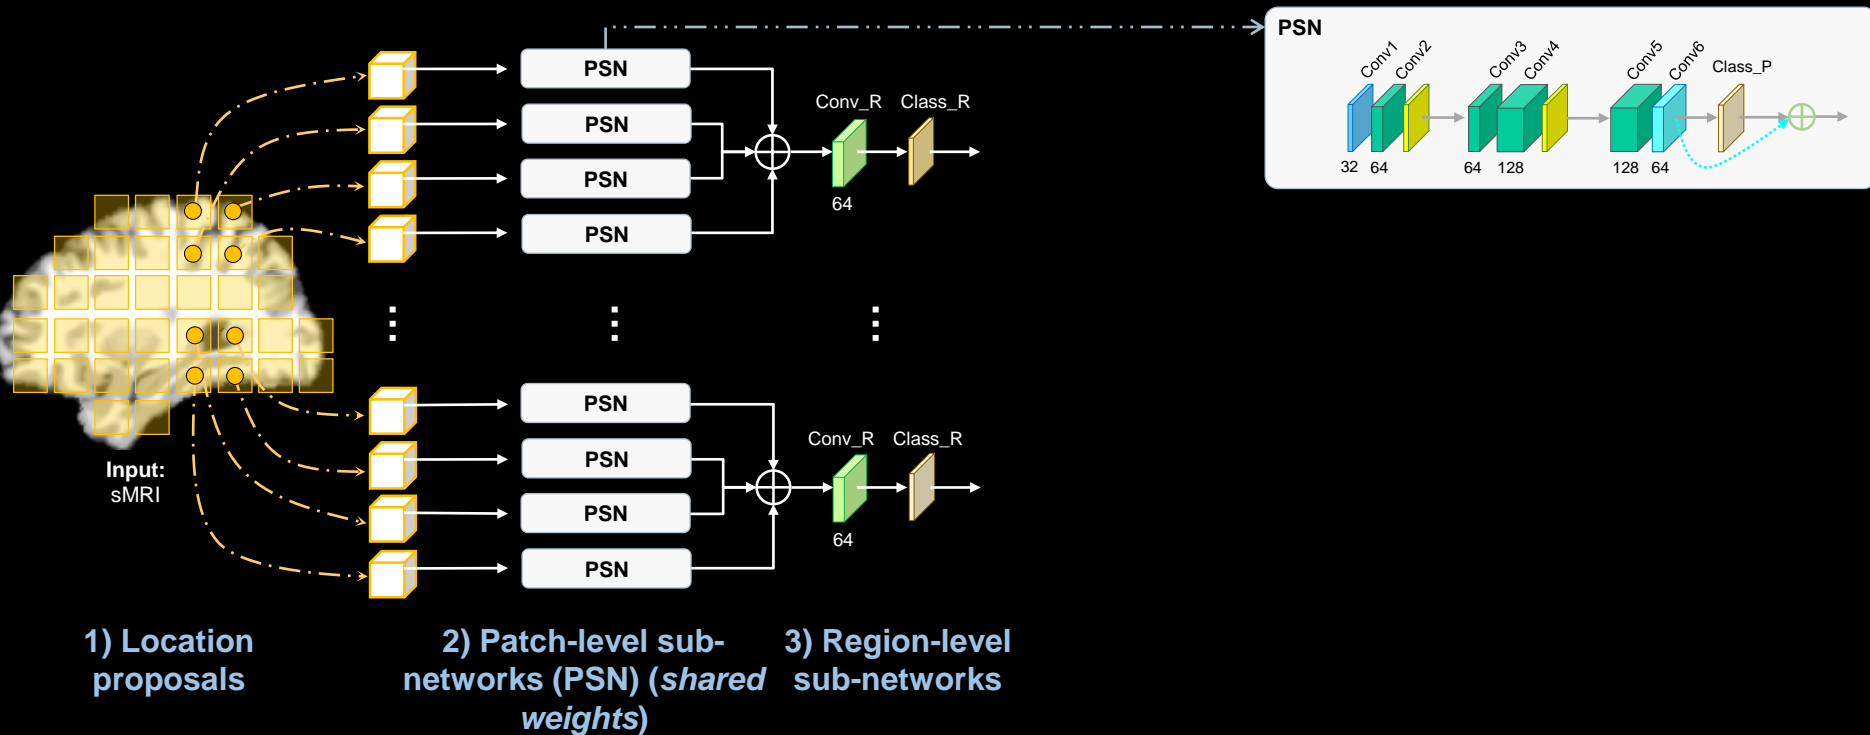 PSN
Conv1
Conv2
Conv3
Conv4
Conv5
Conv6
Class_P
32
64
64
128
128
64
PSN
PSN
PSN
PSN
Conv_R
Class_R
64
PSN
PSN
PSN
PSN
Conv_R
Class_R
64
Input:
sMRI
1) Location
proposals
2) Patch-level sub-
networks (PSN) (shared
weights)
3) Region-level
sub-networks